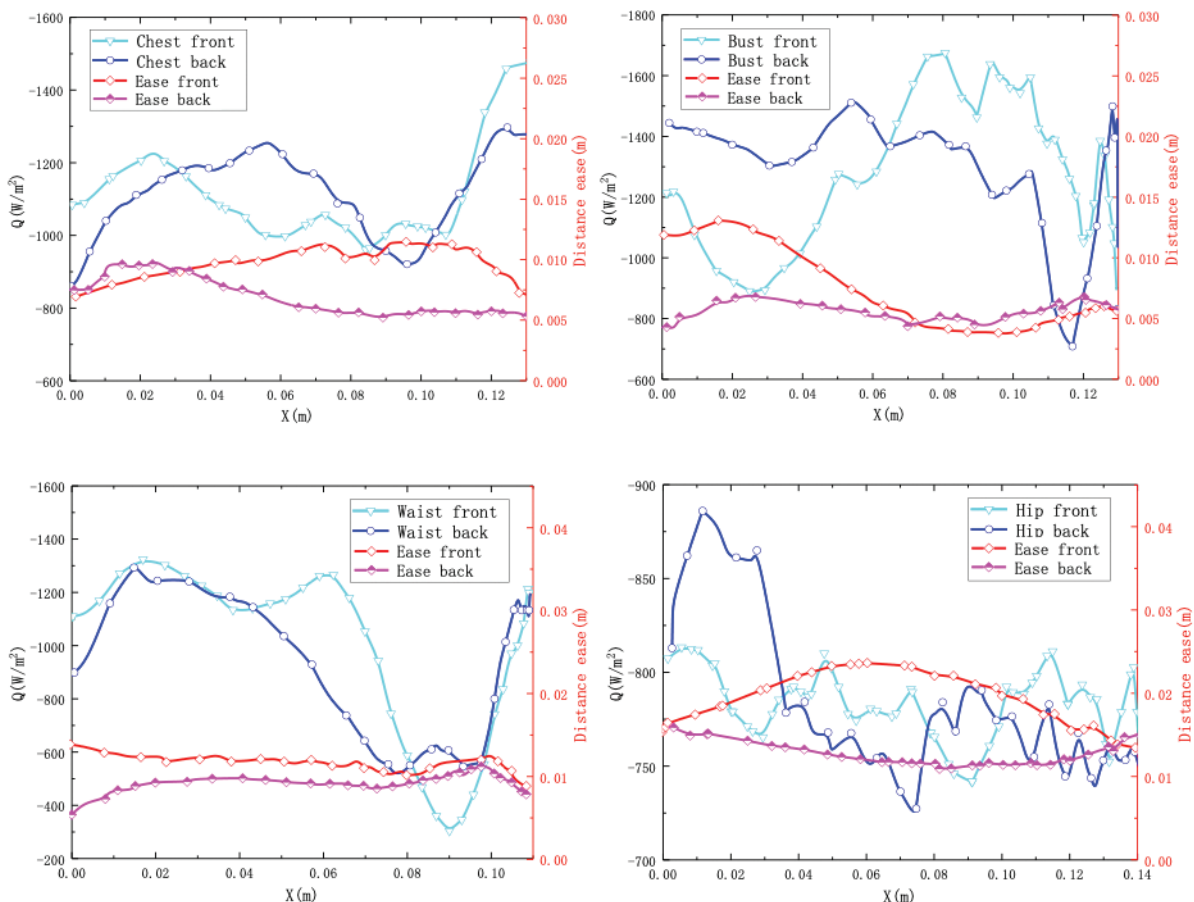 -1600
-1400
-1200
-1000
-800
-600
Q(W/m²)
Chest front
Chest back
Ease front
Ease back
0.030
0.025
0.020
0.015
0.010
0.005
0.000
Distance ease(m)
0.00 0.02 0.04 0.06 0.08 0.10 0.12
X(m)
-1800
-1600
-1400
-1200
-1000
-800
-600
Q(W/m²)
Bust front
Bust back
Ease front
Ease back
0.030
0.025
0.020
0.015
0.010
0.005
0.000
Distance ease(m)
0.00 0.02 0.04 0.06 0.08 0.10 0.12
X(m)
-1600
-1400
-1200
-1000
-800
-600
-400
-200
Q(W/m²)
Waist front
Waist back
Ease front
Ease back
0.04
0.03
0.02
0.01
0.00
Distance ease(m)
0.00 0.02 0.04 0.06 0.08 0.10
X(m)
-900
-850
-800
-750
-700
Q(W/m²)
Hip front
Hip back
Ease front
Ease back
0.04
0.03
0.02
0.01
0.00
Distance ease(m)
0.00 0.02 0.04 0.06 0.08 0.10 0.12 0.14
X(m)